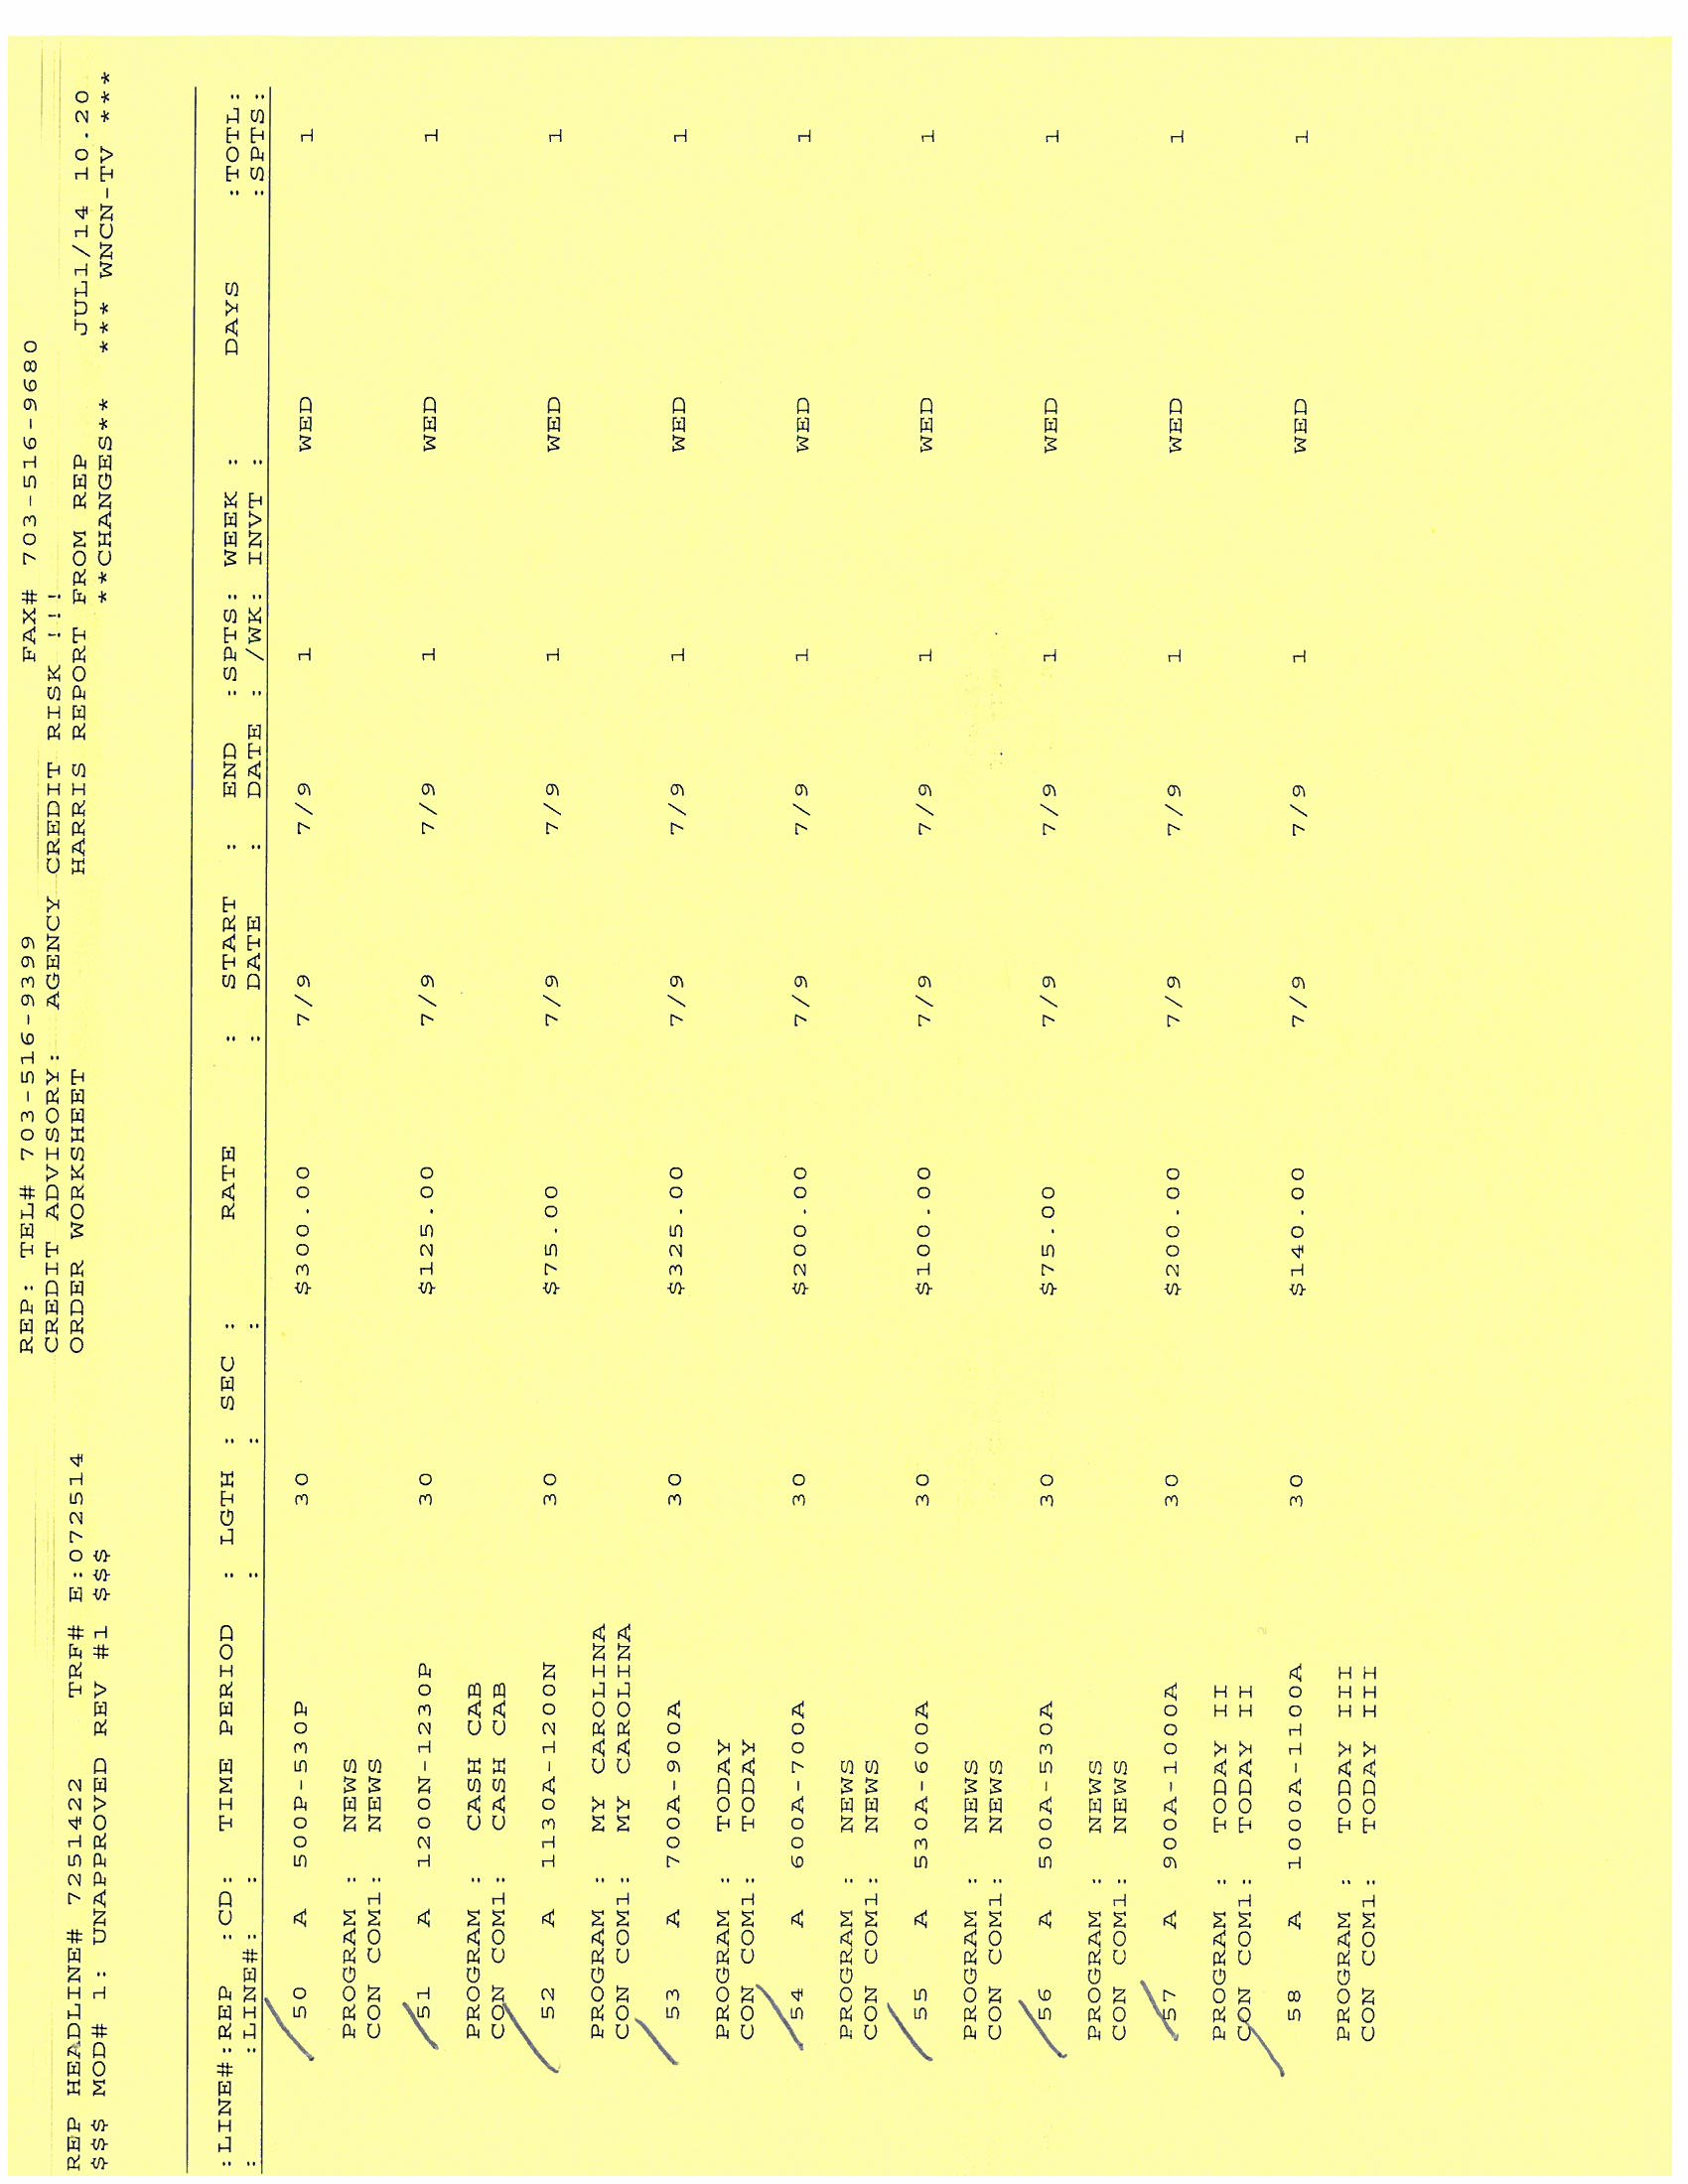 REP: TEL# 703-516-9399 FAX# 703-516-9680
CREDIT ADVISORY: AGENCY CREDIT RISK !!!
REP HEADLINE# 7251422 TRF# E:072514 ORDER WORKSHEET HARRIS REPORT FROM REP JUL1/14 10.20
$$$ MOD# 1: UNAPPROVED REV #1 $$$ **CHANGES** *** WNCN-TV ***
:LINE#:REP :CD: TIME PERIOD : LGTH : SEC : RATE : START : END :SPTS: WEEK : DAYS :TOTL:
: :LINE#: : : : : : DATE : DATE : /WK: INVT : :SPTS:
50 A 500P-530P 30 $300.00 7/9 7/9 1 WED 1
PROGRAM : NEWS
CON COM1: NEWS
51 A 1200N-1230P 30 $125.00 7/9 7/9 1 WED 1
PROGRAM : CASH CAB
CON COM1: CASH CAB
52 A 1130A-1200N 30 $75.00 7/9 7/9 1 WED 1
PROGRAM : MY CAROLINA
CON COM1: MY CAROLINA
53 A 700A-900A 30 $325.00 7/9 7/9 1 WED 1
PROGRAM : TODAY
CON COM1: TODAY
54 A 600A-700A 30 $200.00 7/9 7/9 1 WED 1
PROGRAM : NEWS
CON COM1: NEWS
55 A 530A-600A 30 $100.00 7/9 7/9 1 WED 1
PROGRAM : NEWS
CON COM1: NEWS
56 A 500A-530A 30 $75.00 7/9 7/9 1 WED 1
PROGRAM : NEWS
CON COM1: NEWS
57 A 900A-1000A 30 $200.00 7/9 7/9 1 WED 1
PROGRAM : TODAY II
CON COM1: TODAY II
58 A 1000A-1100A 30 $140.00 7/9 7/9 1 WED 1
PROGRAM : TODAY III
CON COM1: TODAY III